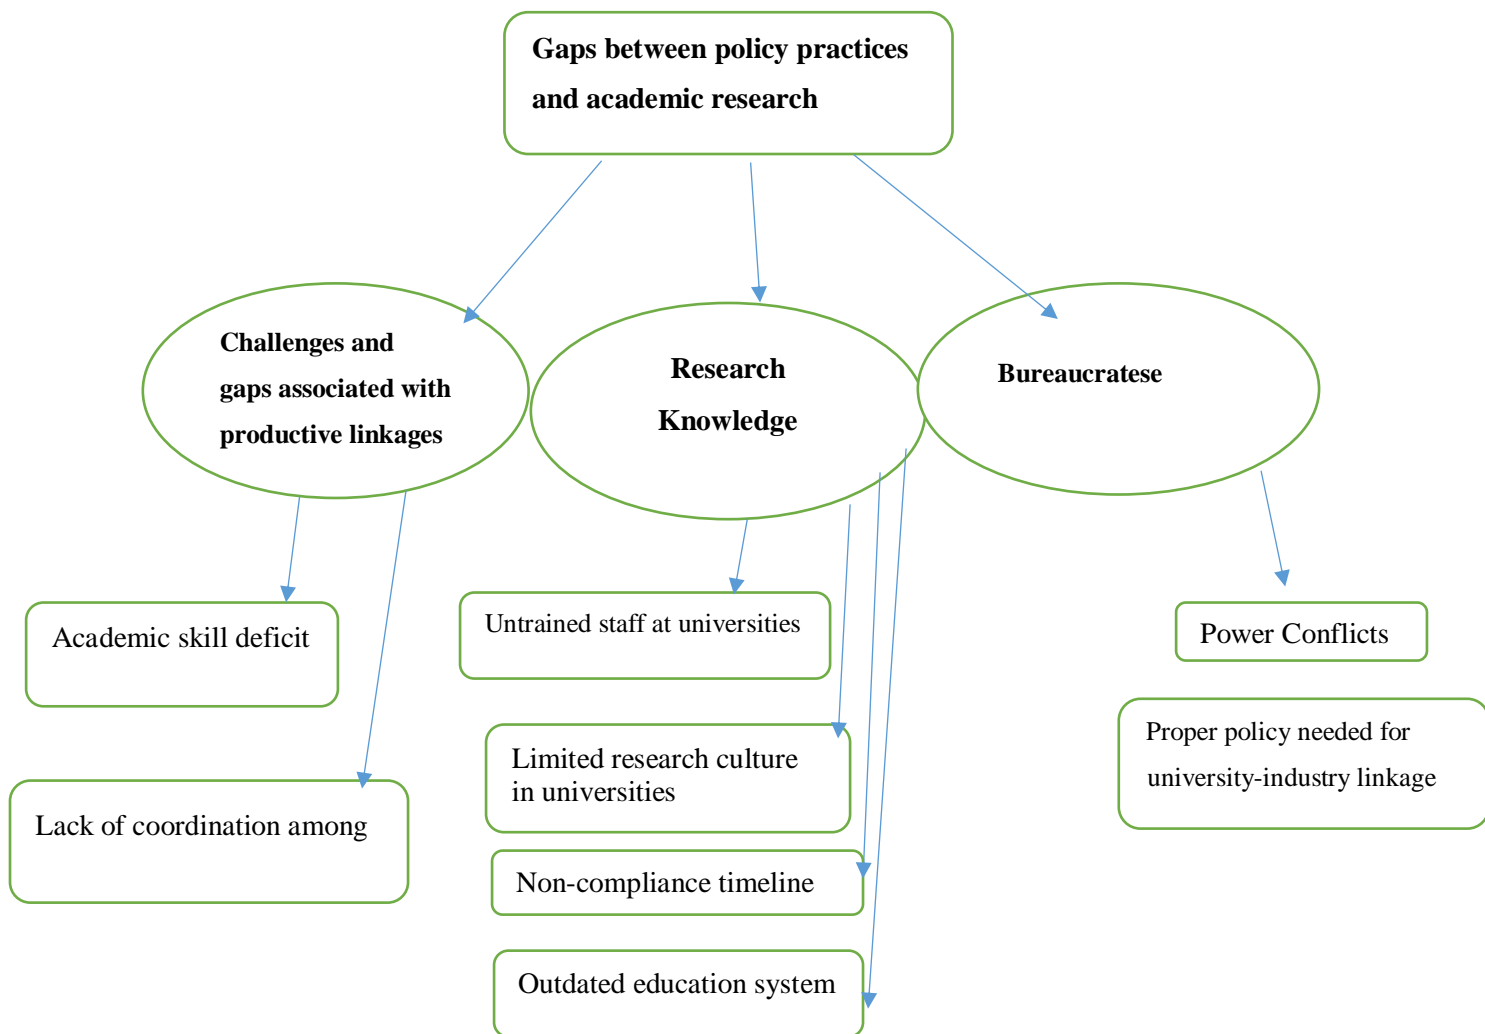 Gaps between policy practices
and academic research
Challenges and
gaps associated with
productive linkages
Research
Knowledge
Bureaucratese
Academic skill deficit
Lack of coordination among
Untrained staff at universities
Limited research culture
in universities
Non-compliance timeline
Outdated education system
Power Conflicts
Proper policy needed for
university-industry linkage